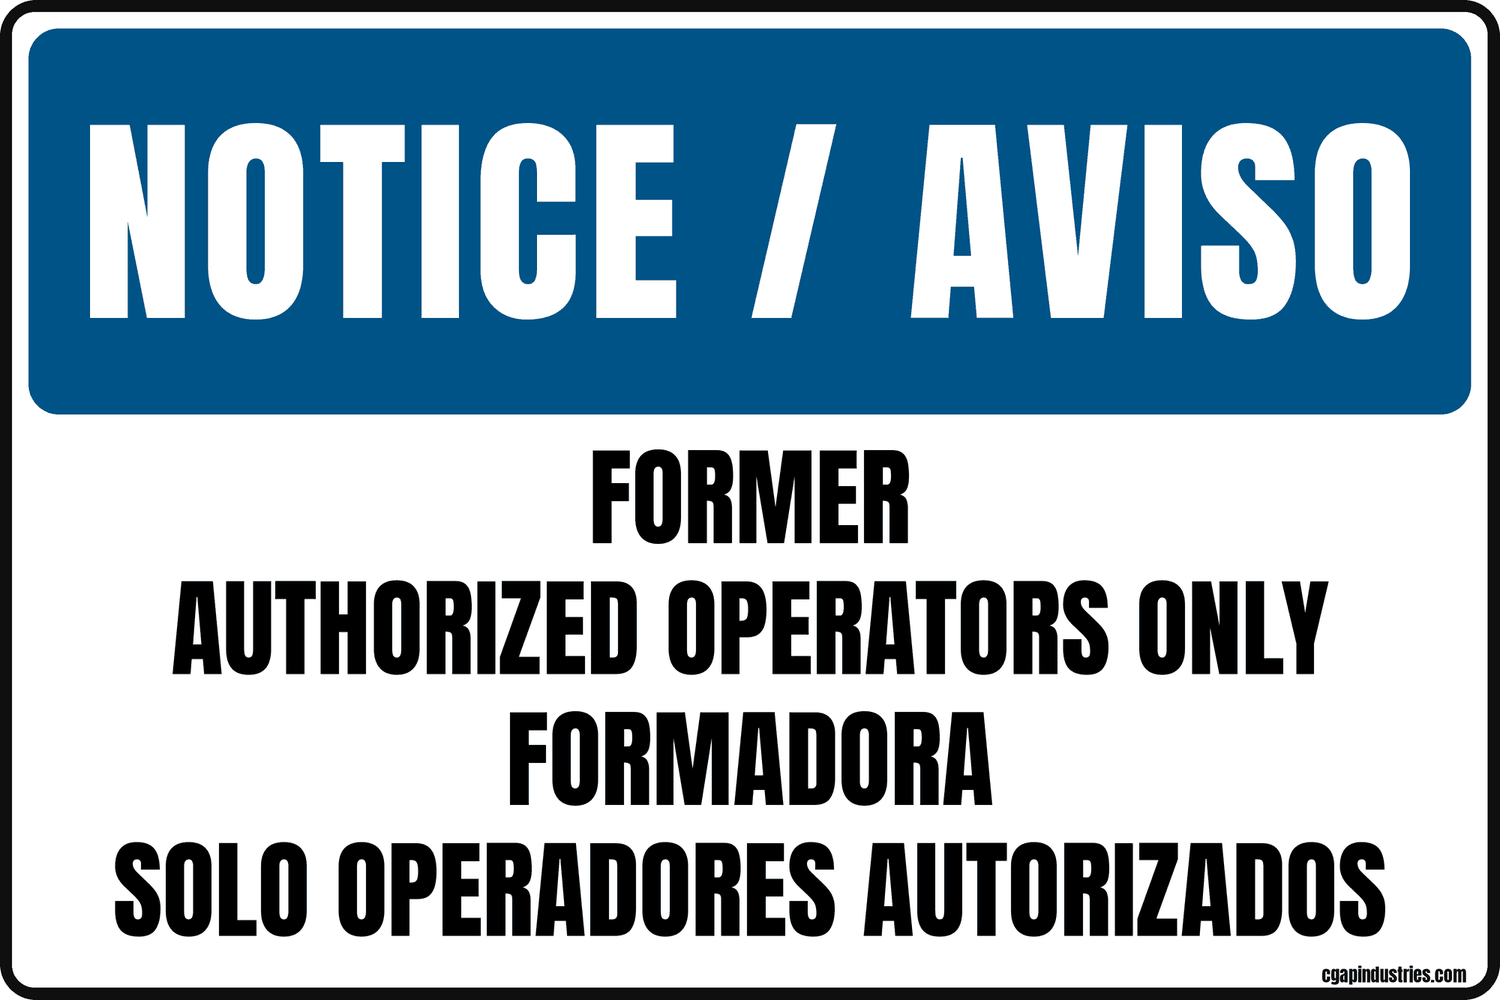 NOTICE / AVISO
FORMER
AUTHORIZED OPERATORS ONLY
FORMADORA
SOLO OPERADORES AUTORIZADOS
cgapindustries.com